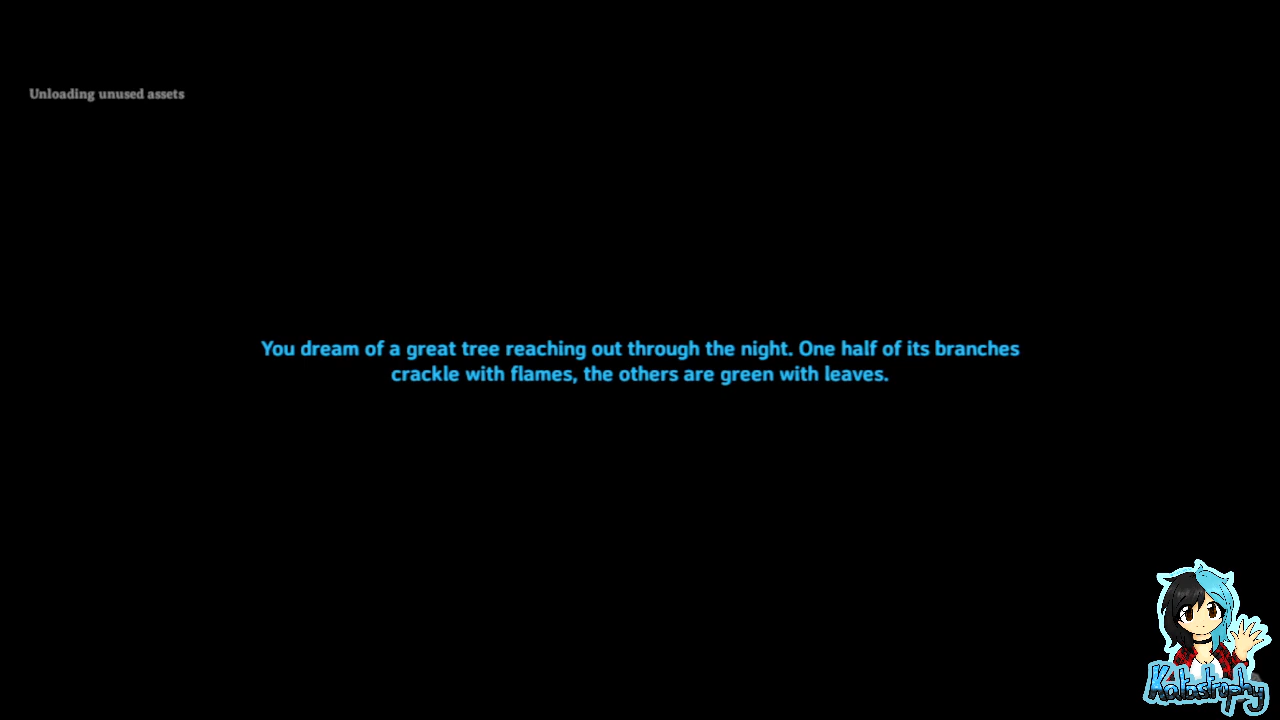 Unloading unused assets
You dream of a great tree reaching out through the night. One half of its branches
crackle with flames, the others are green with leaves.
Katastrophy